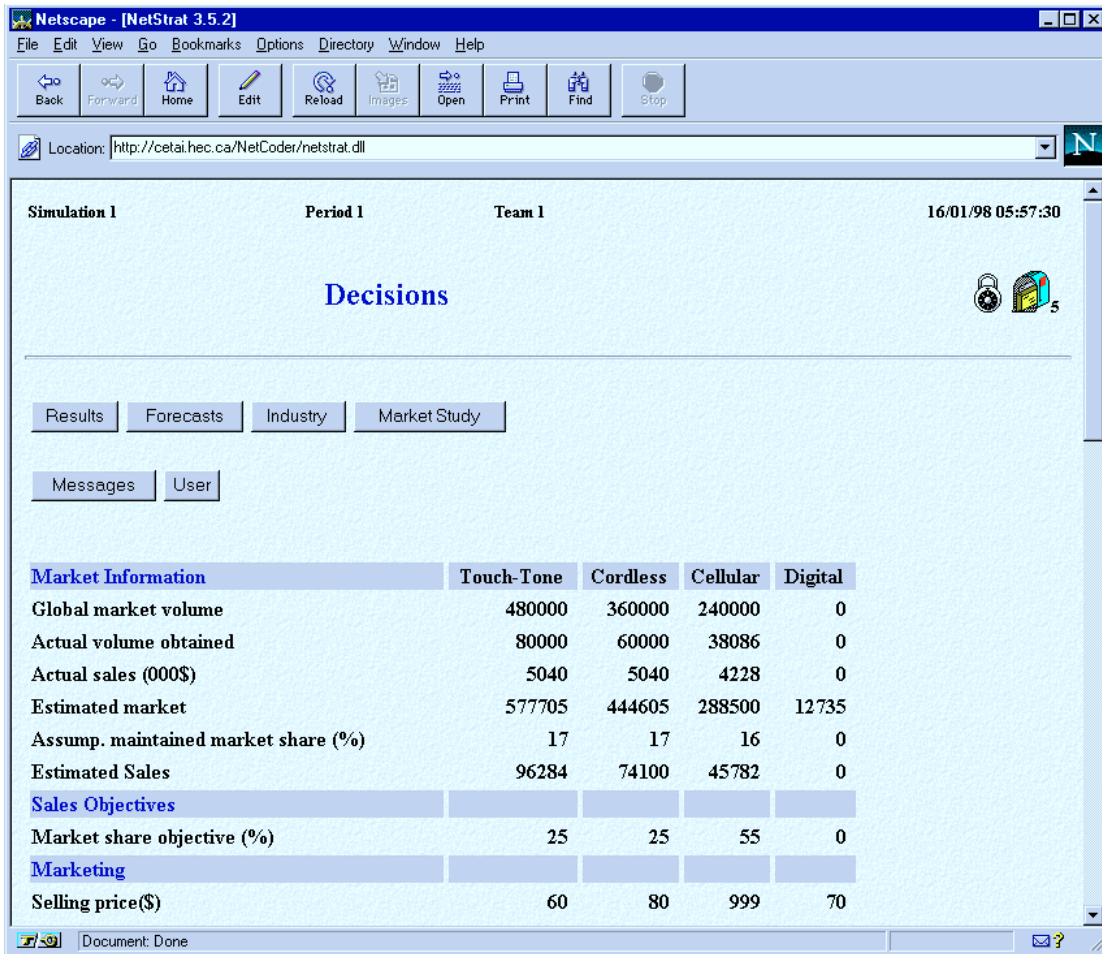 Netscape - [NetStrat 3.5.2]
File Edit View Go Bookmarks Options Directory Window Help
Back Forward Home Edit Reload Images Open Print Find Stop
Location: http://cetai.hec.ca/NetCoder/netstrat.dll
N
Simulation 1 Period 1 Team 1 16/01/98 05:57:30
Decisions
5
Results Forecasts Industry Market Study
Messages User
Market Information Touch-Tone Cordless Cellular Digital
Global market volume 480000 360000 240000 0
Actual volume obtained 80000 60000 38086 0
Actual sales (000$) 5040 5040 4228 0
Estimated market 577705 444605 288500 12735
Assump. maintained market share (%) 17 17 16 0
Estimated Sales 96284 74100 45782 0
Sales Objectives
Market share objective (%) 25 25 55 0
Marketing
Selling price($) 60 80 999 70
Document: Done